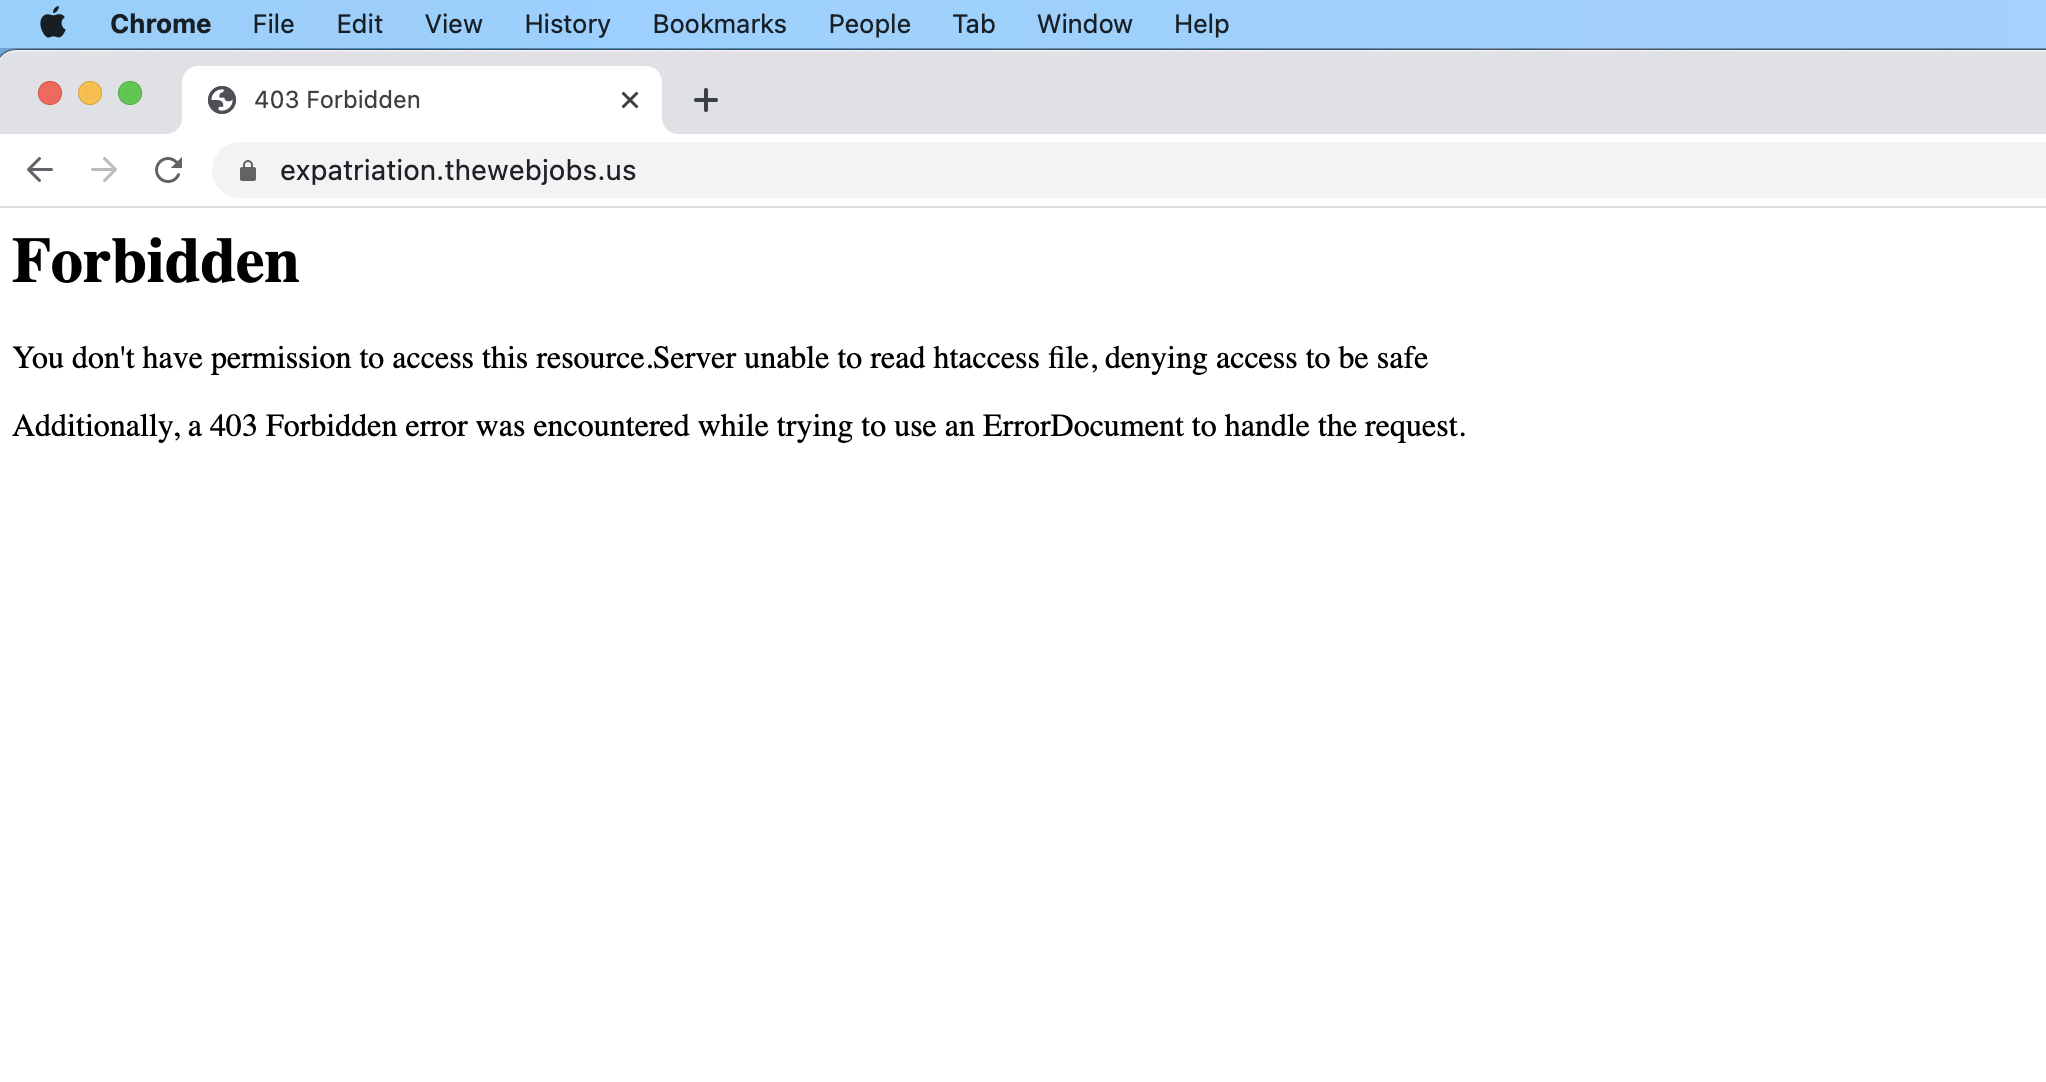 Chrome File Edit View History Bookmarks People Tab Window Help
403 Forbidden
expatriation.thewebjobs.us
Forbidden
You don't have permission to access this resource.Server unable to read htaccess file, denying access to be safe
Additionally, a 403 Forbidden error was encountered while trying to use an ErrorDocument to handle the request.